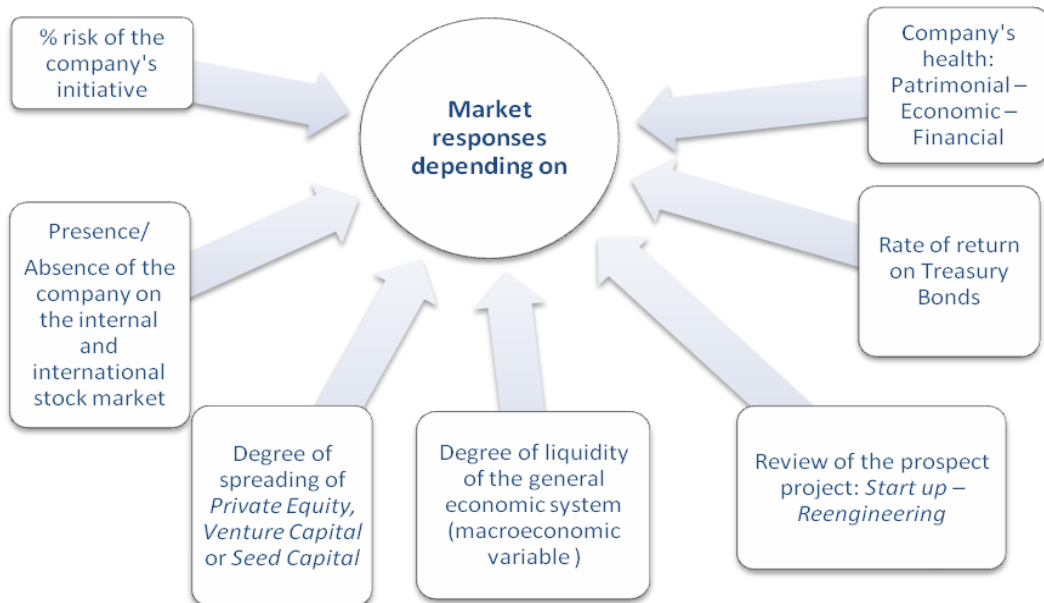 % risk of the
company's
initiative
Market
responses
depending on
Company's
health:
Patrimonial –
Economic –
Financial
Presence/
Absence of the
company on
the internal
and
international
stock market
Rate of return
on Treasury
Bonds
Degree of
spreading of
Private Equity,
Venture Capital
or Seed Capital
Degree of liquidity
of the general
economic system
(macroeconomic
variable )
Review of the prospect
project: Start up –
Reengineering